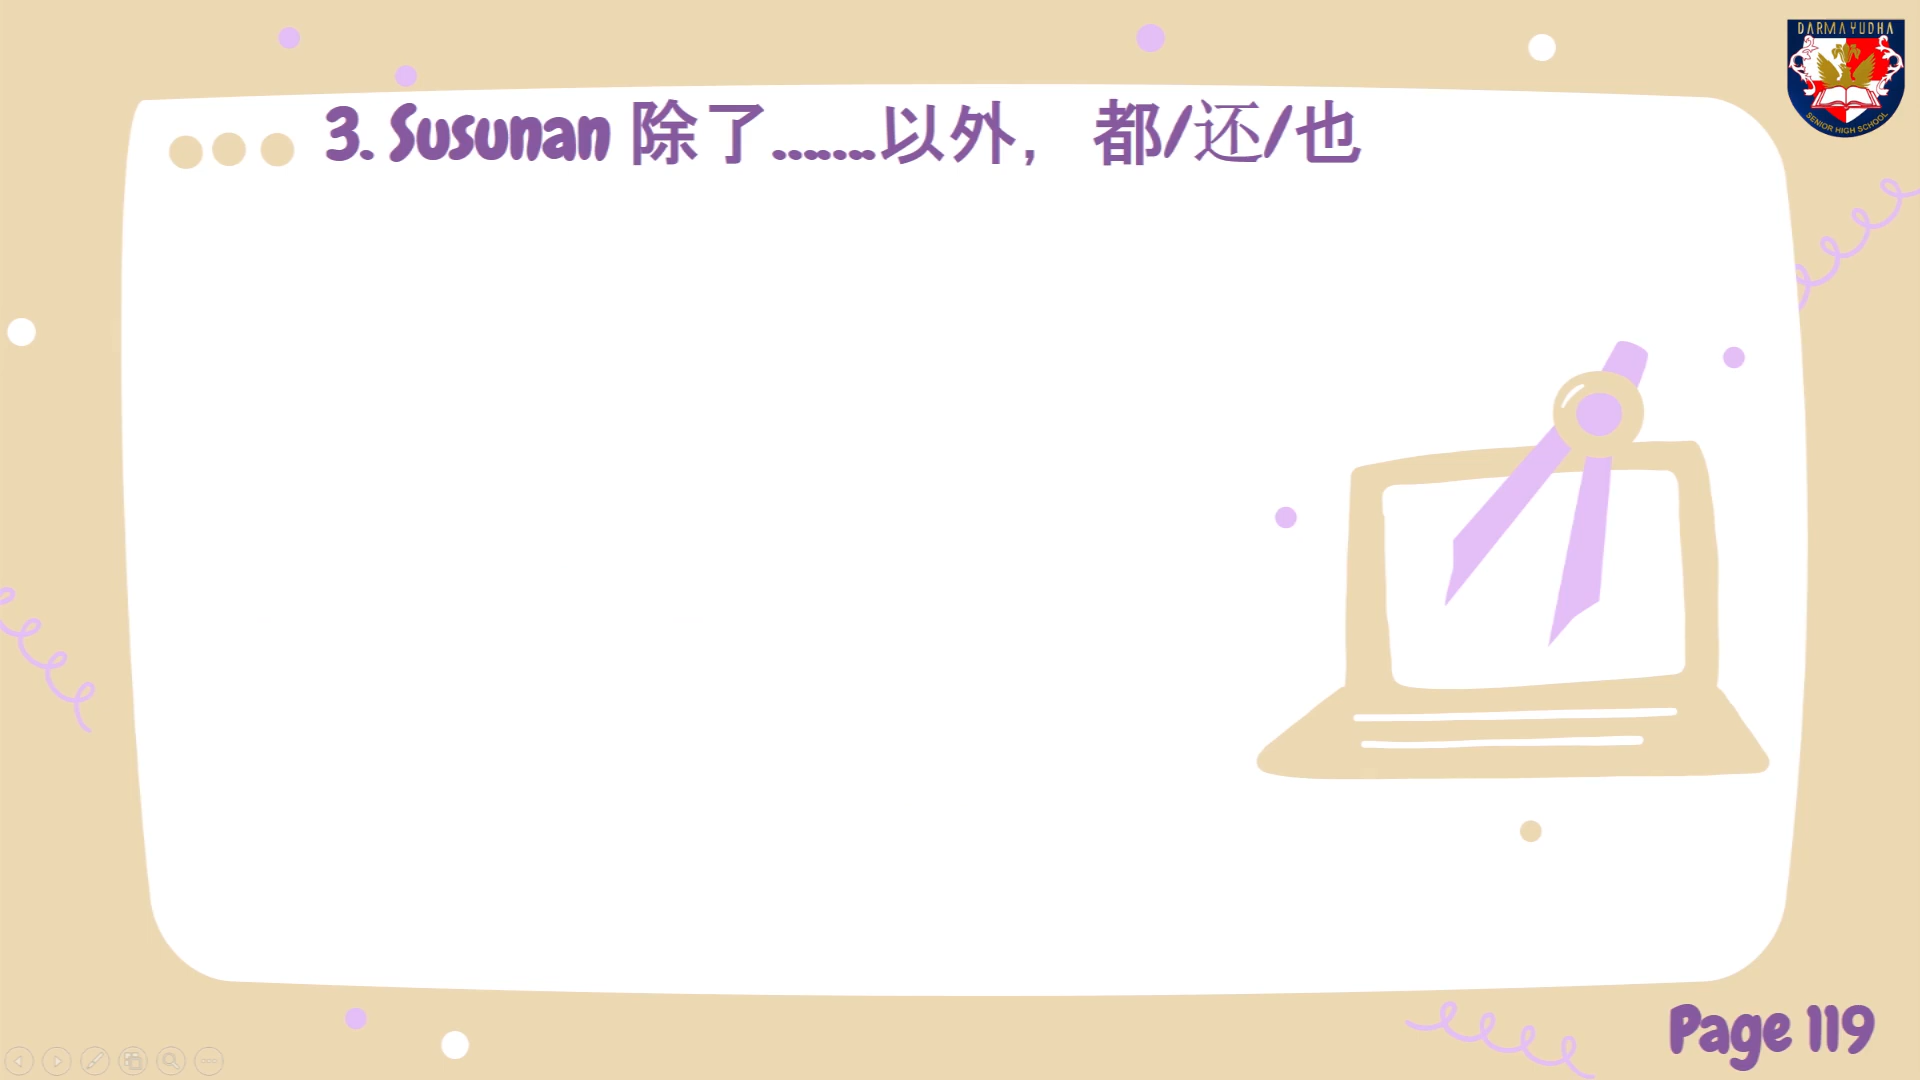 DARMA YUDHA
SENIOR HIGH SCHOOL
3. Susunan 除了.......以外， 都/还/也
Page 119